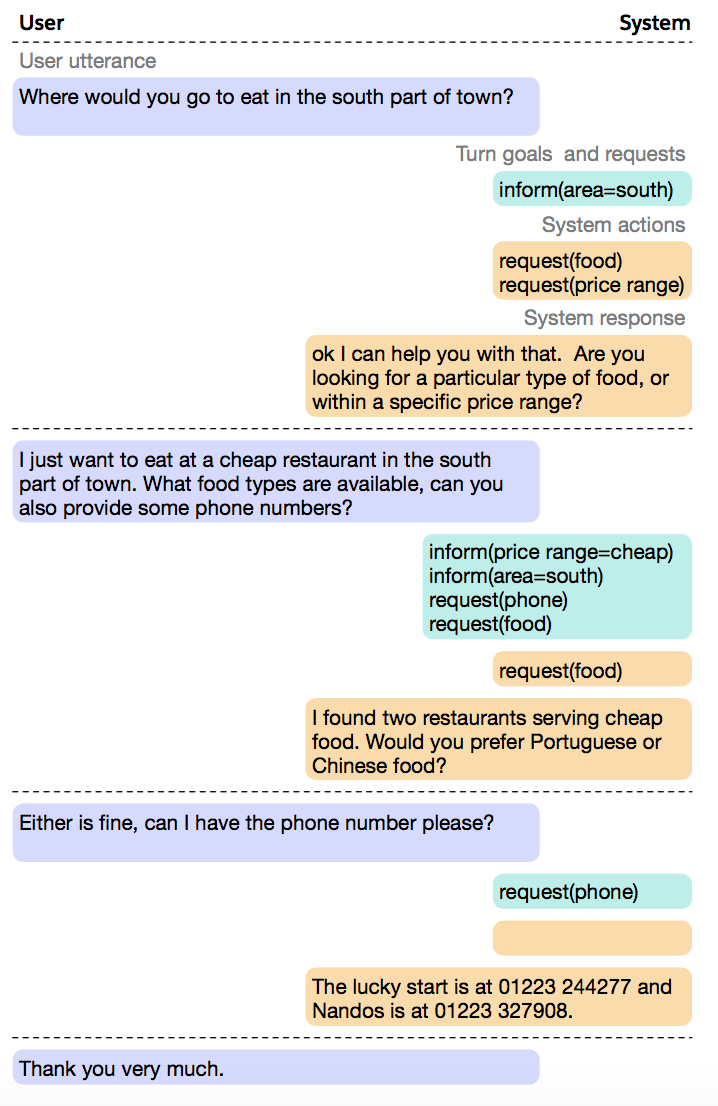 User System
User utterance
Where would you go to eat in the south part of town?
Turn goals and requests
inform(area=south)
System actions
request(food)
request(price range)
System response
ok I can help you with that. Are you
looking for a particular type of food, or
within a specific price range?
I just want to eat at a cheap restaurant in the south
part of town. What food types are available, can you
also provide some phone numbers?
inform(price range=cheap)
inform(area=south)
request(phone)
request(food)
request(food)
I found two restaurants serving cheap
food. Would you prefer Portuguese or
Chinese food?
Either is fine, can I have the phone number please?
request(phone)
The lucky start is at 01223 244277 and
Nandos is at 01223 327908.
Thank you very much.